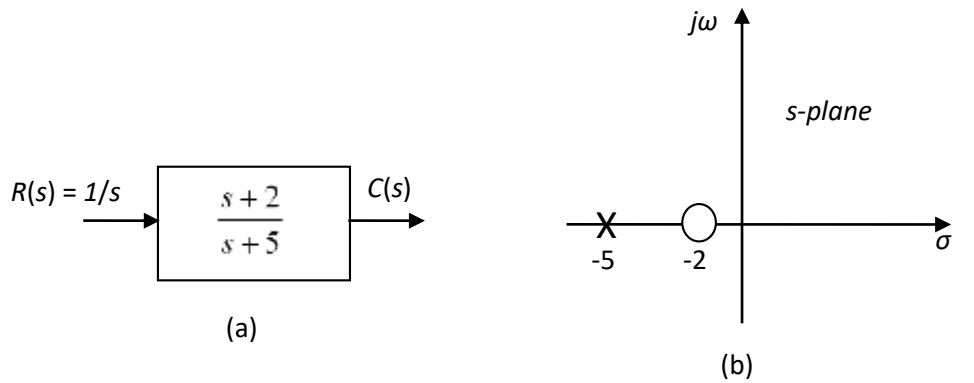 R(s) = 1/s
s + 2
s + 5
C(s)
(a)
jω
s-plane
X
-5
-2
σ
(b)